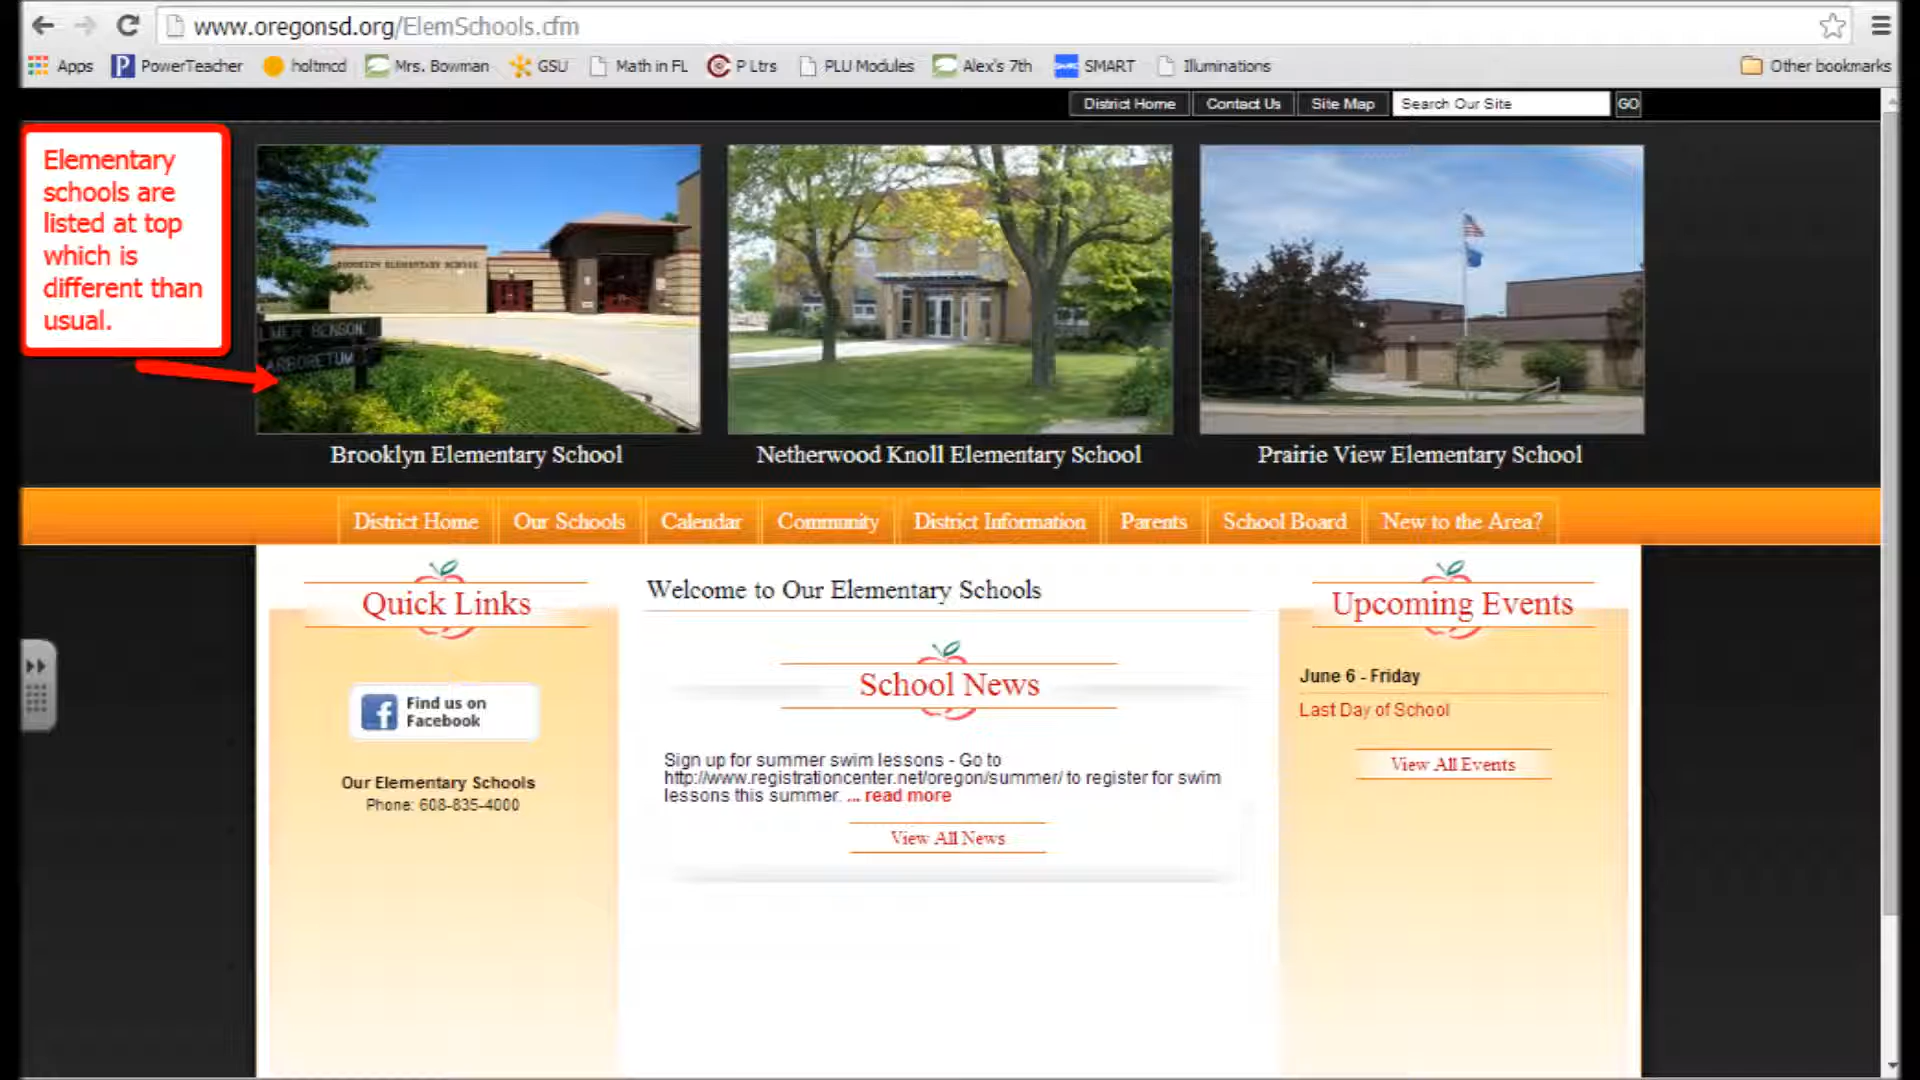 www.oregonsd.org/ElemSchools.cfm
Apps PowerTeacher holtmcd Mrs. Bowman GSU Math in FL P Ltrs PLU Modules Alex's 7th SMART Illuminations Other bookmarks
District Home Contact Us Site Map Search Our Site GO
Elementary
schools are
listed at top
which is
different than
usual.
BROOKLYN ELEMENTARY SCHOOL
LMER BENSON
ARBORETUM
Brooklyn Elementary School Netherwood Knoll Elementary School Prairie View Elementary School
District Home Our Schools Calendar Community District Information Parents School Board New to the Area?
Quick Links
Find us on
Facebook
Our Elementary Schools
Phone: 608-835-4000
Welcome to Our Elementary Schools
School News
Sign up for summer swim lessons - Go to
http://www.registrationcenter.net/oregon/summer/ to register for swim
lessons this summer. ... read more
View All News
Upcoming Events
June 6 - Friday
Last Day of School
View All Events